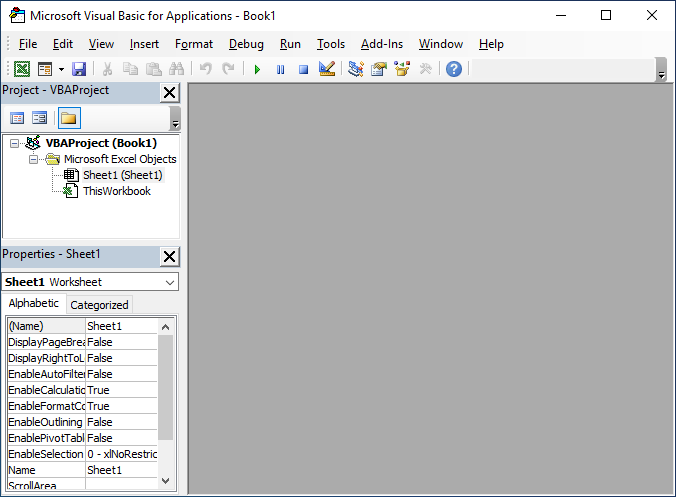 Microsoft Visual Basic for Applications - Book1
File Edit View Insert Format Debug Run Tools Add-Ins Window Help
Project - VBAProject
VBAProject (Book1)
Microsoft Excel Objects
Sheet1 (Sheet1)
ThisWorkbook
Properties - Sheet1
Sheet1 Worksheet
Alphabetic Categorized
(Name) Sheet1
DisplayPageBrea False
DisplayRightToL False
EnableAutoFilter False
EnableCalculatio True
EnableFormatCo True
EnableOutlining False
EnablePivotTabl False
EnableSelection 0 - xlNoRestric
Name Sheet1
ScrollArea